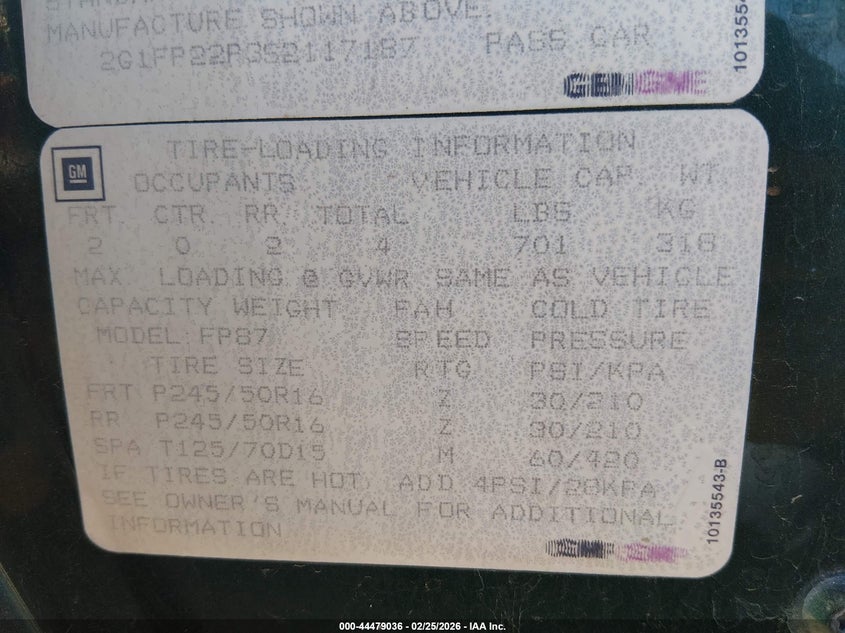 MANUFACTURE SHOWN ABOVE.
2G1FP22P3S2117187 PASS CAR
10135543
GM
TIRE-LOADING INFORMATION
OCCUPANTS VEHICLE CAP. WT.
FRT. CTR. RR TOTAL LBS KG
2 0 2 4 701 318
MAX. LOADING @ GVWR SAME AS VEHICLE
CAPACITY WEIGHT FAH COLD TIRE
MODEL FP87 SPEED PRESSURE
TIRE SIZE RTG PSI/KPA
FRT P245/50R16 Z 30/210
RR P245/50R16 Z 30/210
SPA T125/70D15 M 60/420
IF TIRES ARE HOT ADD 4PSI/28KPA
SEE OWNER'S MANUAL FOR ADDITIONAL
INFORMATION
10135543-B
000-44479036 - 02/25/2026 - IAA Inc.